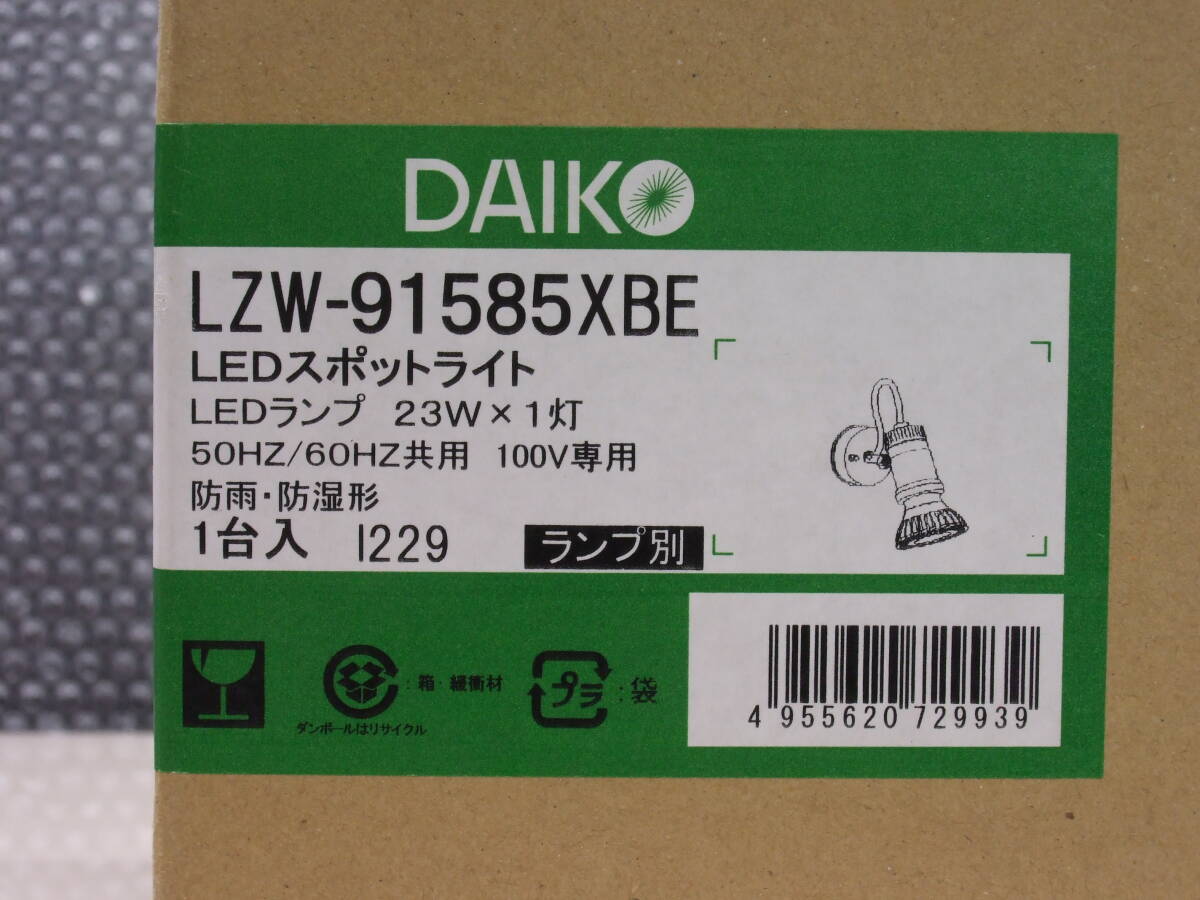 DAIKO
LZW-91585XBE
LEDスポットライト
LEDランプ 23W×1灯
50HZ/60HZ共用 100V専用
防雨・防湿形
1台入 I229 ランプ別
:箱・緩衝材
ダンボールはリサイクル
プラ:袋
4 955620 729939